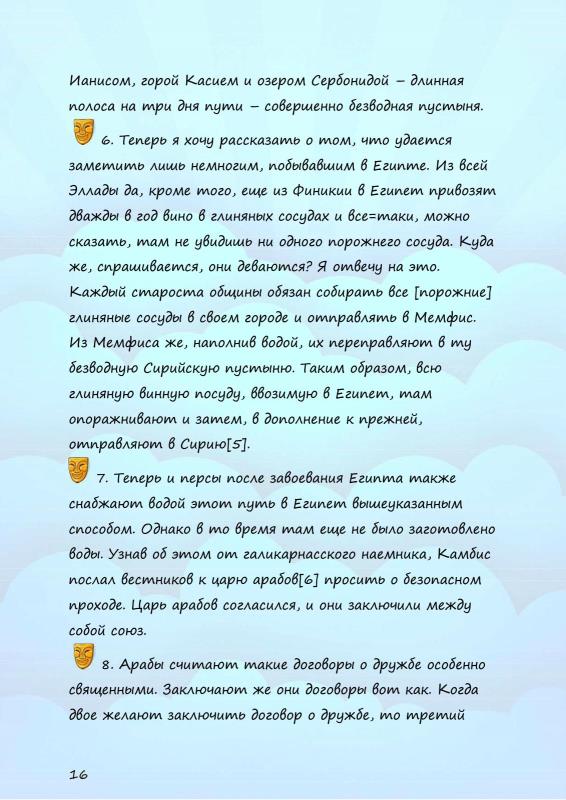 Ианисом, горой Касием и озером Сербонидой – длинная
полоса на три дня пути – совершенно безводная пустыня.
6. Теперь я хочу рассказать о том, что удается
заметить лишь немногим, побывавшим в Египте. Из всей
Эллады да, кроме того, еще из Финикии в Египет привозят
дважды в год вино в глиняных сосудах и все=таки, можно
сказать, там не увидишь ни одного порожнего сосуда. Куда
же, спрашивается, они деваются? Я отвечу на это.
Каждый староста общины обязан собирать все [порожние]
глиняные сосуды в своем городе и отправлять в Мемфис.
Из Мемфиса же, наполнив водой, их переправляют в ту
безводную Сирийскую пустыню. Таким образом, всю
глиняную винную посуду, ввозимую в Египет, там
опоражнивают и затем, в дополнение к прежней,
отправляют в Сирию[5].
7. Теперь и персы после завоевания Египта также
снабжают водой этот путь в Египет вышеуказанным
способом. Однако в то время там еще не было заготовлено
воды. Узнав об этом от галикарнасского наемника, Камбис
послал вестников к царю арабов[6] просить о безопасном
проходе. Царь арабов согласился, и они заключили между
собой союз.
8. Арабы считают такие договоры о дружбе особенно
священными. Заключают же они договоры вот как. Когда
двое желают заключить договор о дружбе, то третий
16